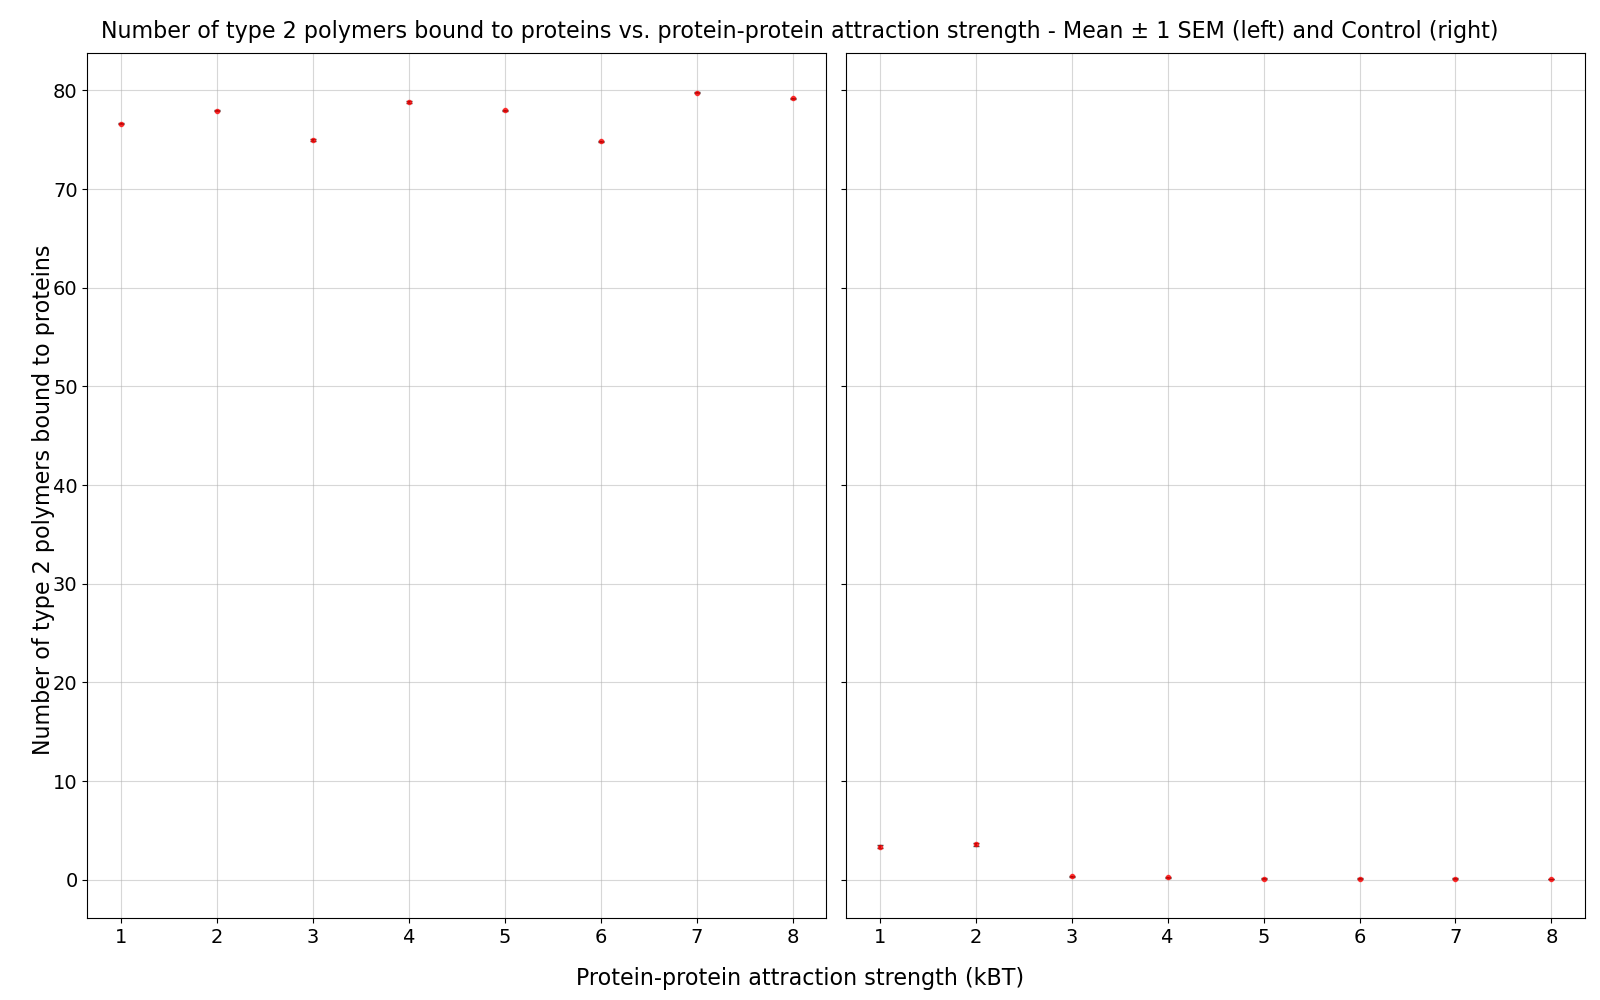 Number of type 2 polymers bound to proteins vs. protein-protein attraction strength - Mean ± 1 SEM (left) and Control (right)
Number of type 2 polymers bound to proteins
80
70
60
50
40
30
20
10
0
1 2 3 4 5 6 7 8
1 2 3 4 5 6 7 8
Protein-protein attraction strength (kBT)